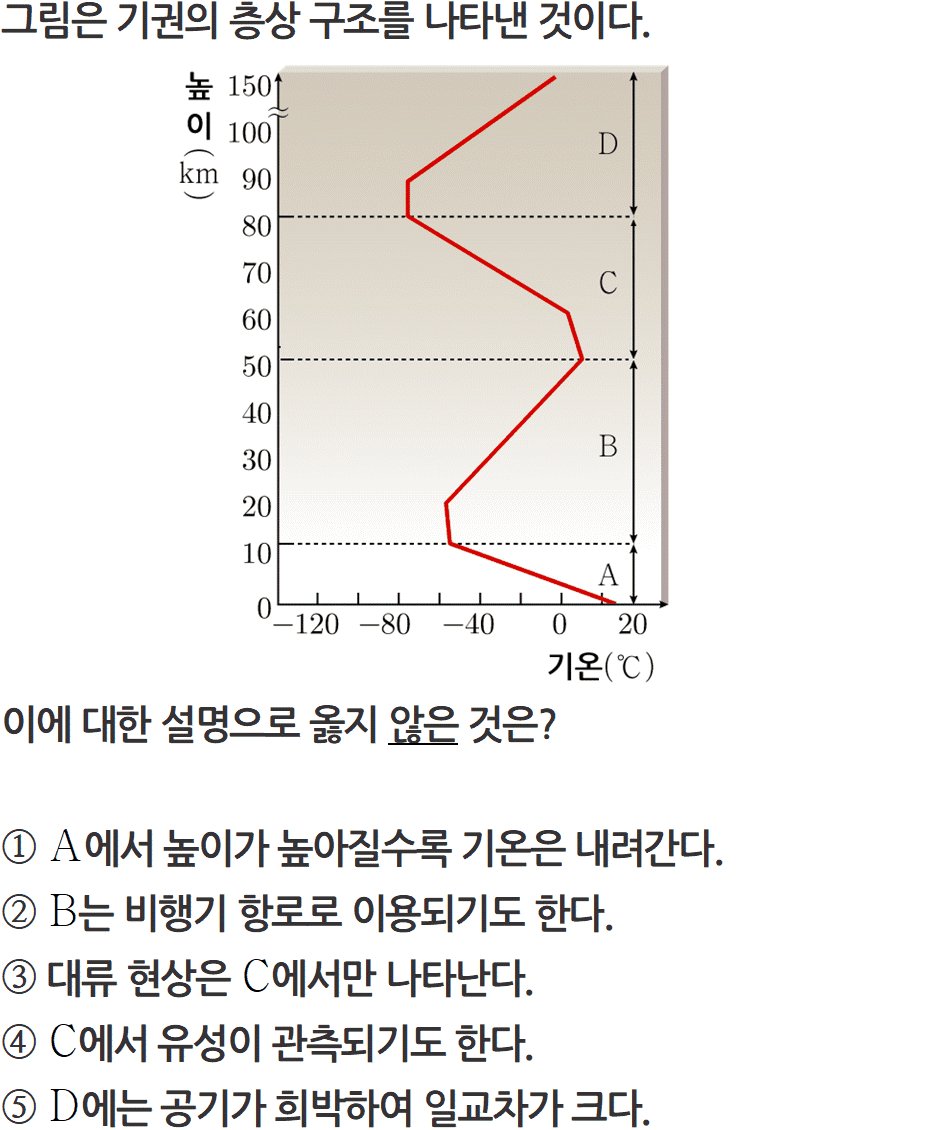 그림은 기권의 층상 구조를 나타낸 것이다.
높이(km)
150
100
90
80
70
60
50
40
30
20
10
0
D
C
B
A
−120 −80 −40 0 20
기온(℃)
이에 대한 설명으로 옳지 않은 것은?
① A에서 높이가 높아질수록 기온은 내려간다.
② B는 비행기 항로로 이용되기도 한다.
③ 대류 현상은 C에서만 나타난다.
④ C에서 유성이 관측되기도 한다.
⑤ D에는 공기가 희박하여 일교차가 크다.